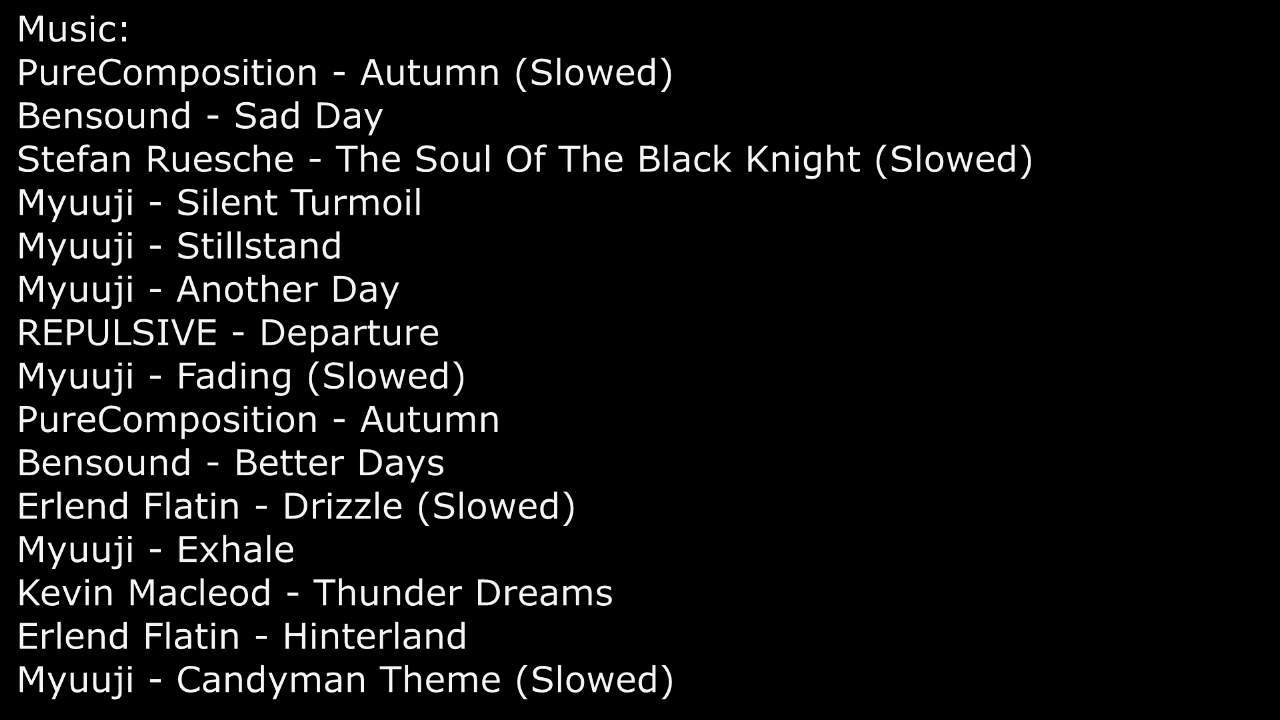 Music:
PureComposition - Autumn (Slowed)
Bensound - Sad Day
Stefan Ruesche - The Soul Of The Black Knight (Slowed)
Myuuji - Silent Turmoil
Myuuji - Stillstand
Myuuji - Another Day
REPULSIVE - Departure
Myuuji - Fading (Slowed)
PureComposition - Autumn
Bensound - Better Days
Erlend Flatin - Drizzle (Slowed)
Myuuji - Exhale
Kevin Macleod - Thunder Dreams
Erlend Flatin - Hinterland
Myuuji - Candyman Theme (Slowed)